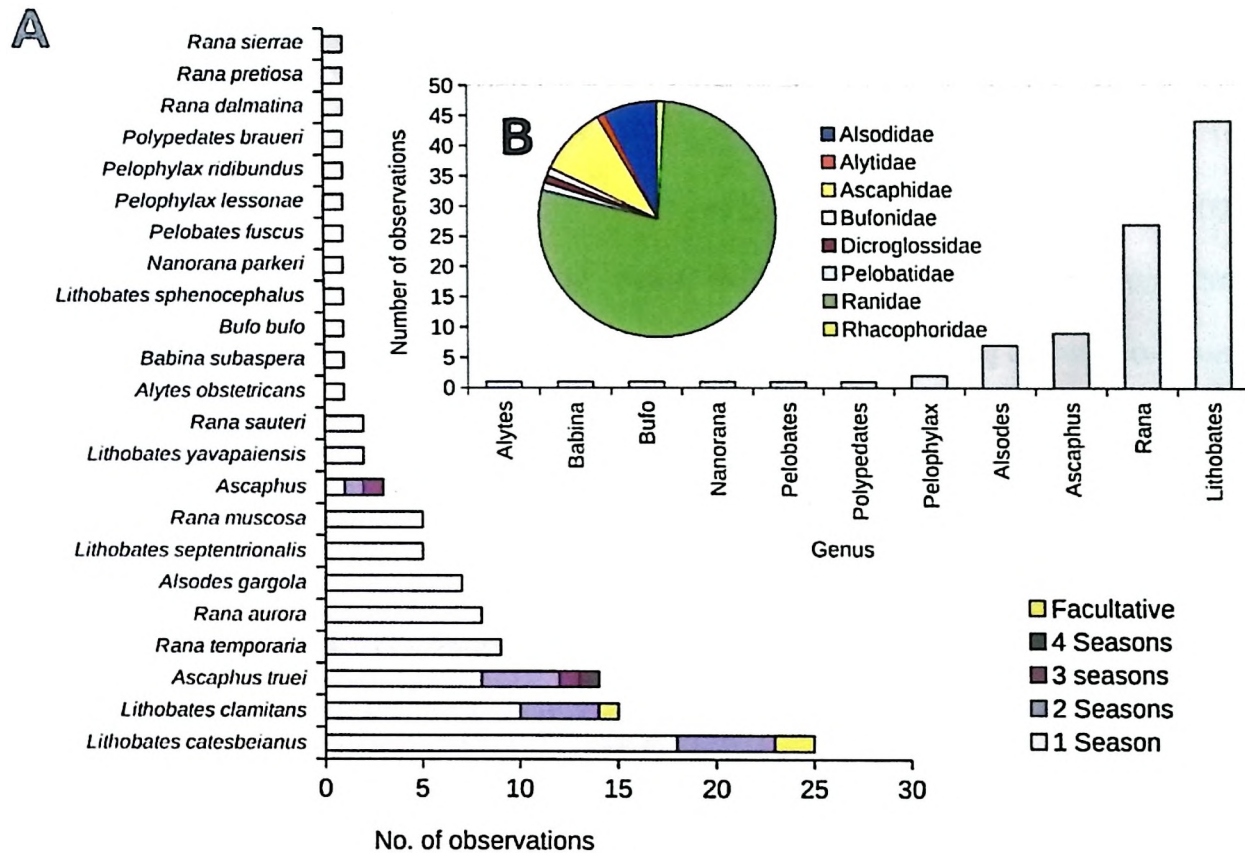 A
Rana sierrae
Rana pretiosa
Rana dalmatina
Polypedates braueri
Pelophylax ridibundus
Pelophylax lessonae
Pelobates fuscus
Nanorana parkeri
Lithobates sphenocephalus
Bufo bufo
Babina subaspera
Alytes obstetricans
Rana sauteri
Lithobates yavapaiensis
Ascaphus
Rana muscosa
Lithobates septentrionalis
Alsodes gargola
Rana aurora
Rana temporaria
Ascaphus truei
Lithobates clamitans
Lithobates catesbeianus
0 5 10 15 20 25 30
No. of observations
B
Number of observations
50
45
40
35
30
25
20
15
10
5
0
Alsodidae
Alytidae
Ascaphidae
Bufonidae
Dicroglossidae
Pelobatidae
Ranidae
Rhacophoridae
Alytes
Babina
Bufo
Nanorana
Pelobates
Polypedates
Pelophylax
Alsodes
Ascaphus
Rana
Lithobates
Genus
Facultative
4 Seasons
3 seasons
2 Seasons
1 Season